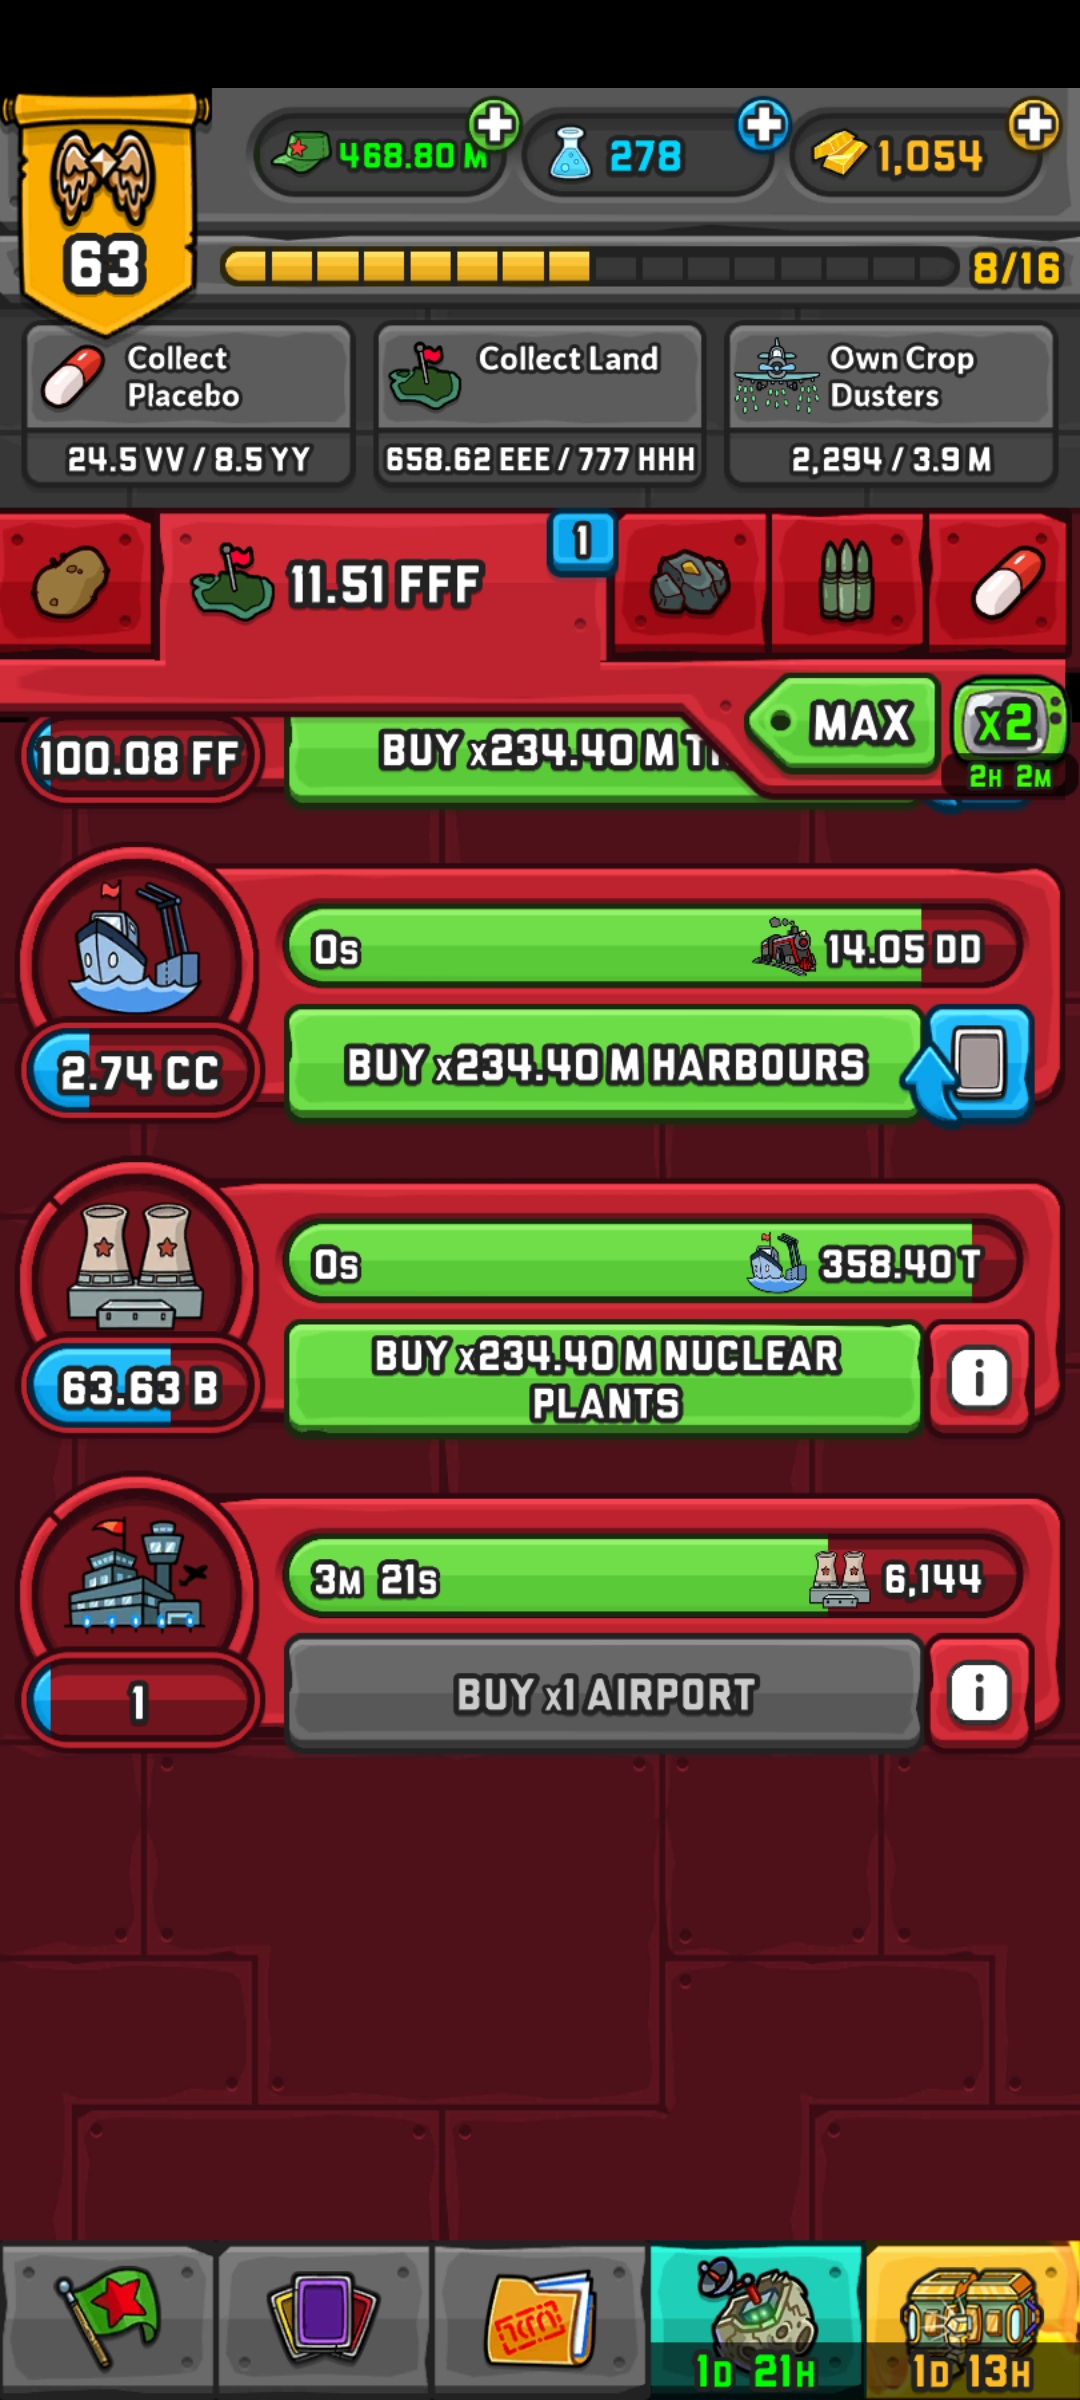 468.80 M
278
1,054
63
8/16
Collect
Placebo
24.5 VV / 8.5 YY
Collect Land
658.62 EEE / 777 HHH
Own Crop
Dusters
2,294 / 3.9 M
11.51 FFF
1
MAX
x2
2H 2M
100.08 FF
BUY x234.40 M
0s
14.05 DD
2.74 CC
BUY x234.40 M HARBOURS
0s
358.40 T
63.63 B
BUY x234.40 M NUCLEAR
PLANTS
3M 21s
6,144
1
BUY x1 AIRPORT
1D 21H
1D 13H